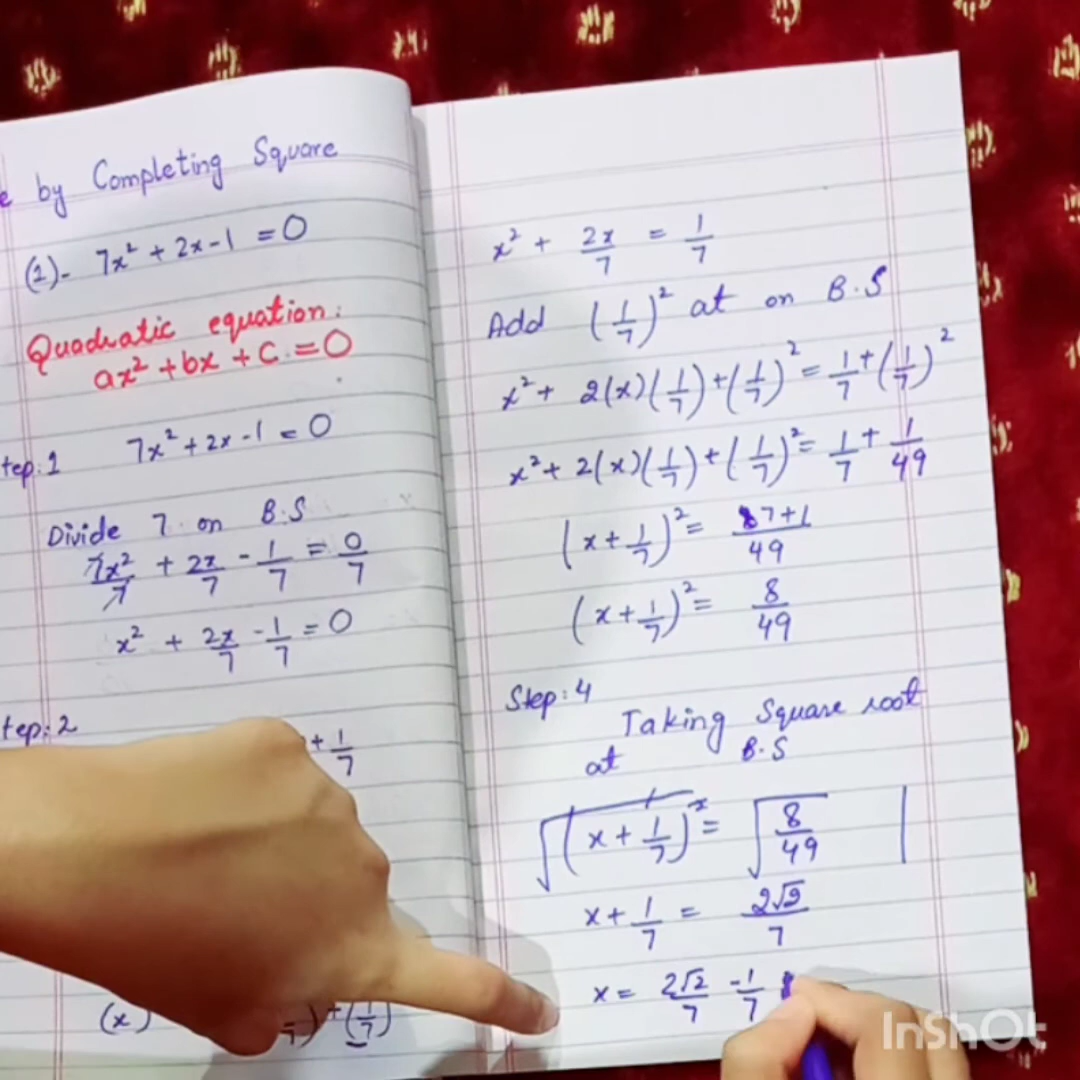 by Completing Square
(2)- 7x² + 2x - 1 = 0
Quadratic equation:
ax² + bx + c = 0
tep:1 7x² + 2x - 1 = 0
Divide 7 on B.S
7x²/7 + 2x/7 - 1/7 = 0/7
x² + 2x/7 - 1/7 = 0
tep:2
+ 1/7
(x) ) + (1/7)
x² + 2x/7 = 1/7
Add (1/7)² at on B.S
x² + 2(x)(1/7) + (1/7)² = 1/7 + (1/7)²
x² + 2(x)(1/7) + (1/7)² = 1/7 + 1/49
(x + 1/7)² = 7+1/49
(x + 1/7)² = 8/49
Step:4
Taking Square root
at B.S
√(x + 1/7)² = √8/49
x + 1/7 = 2√2/7
x = 2√2/7 - 1/7
InShOt